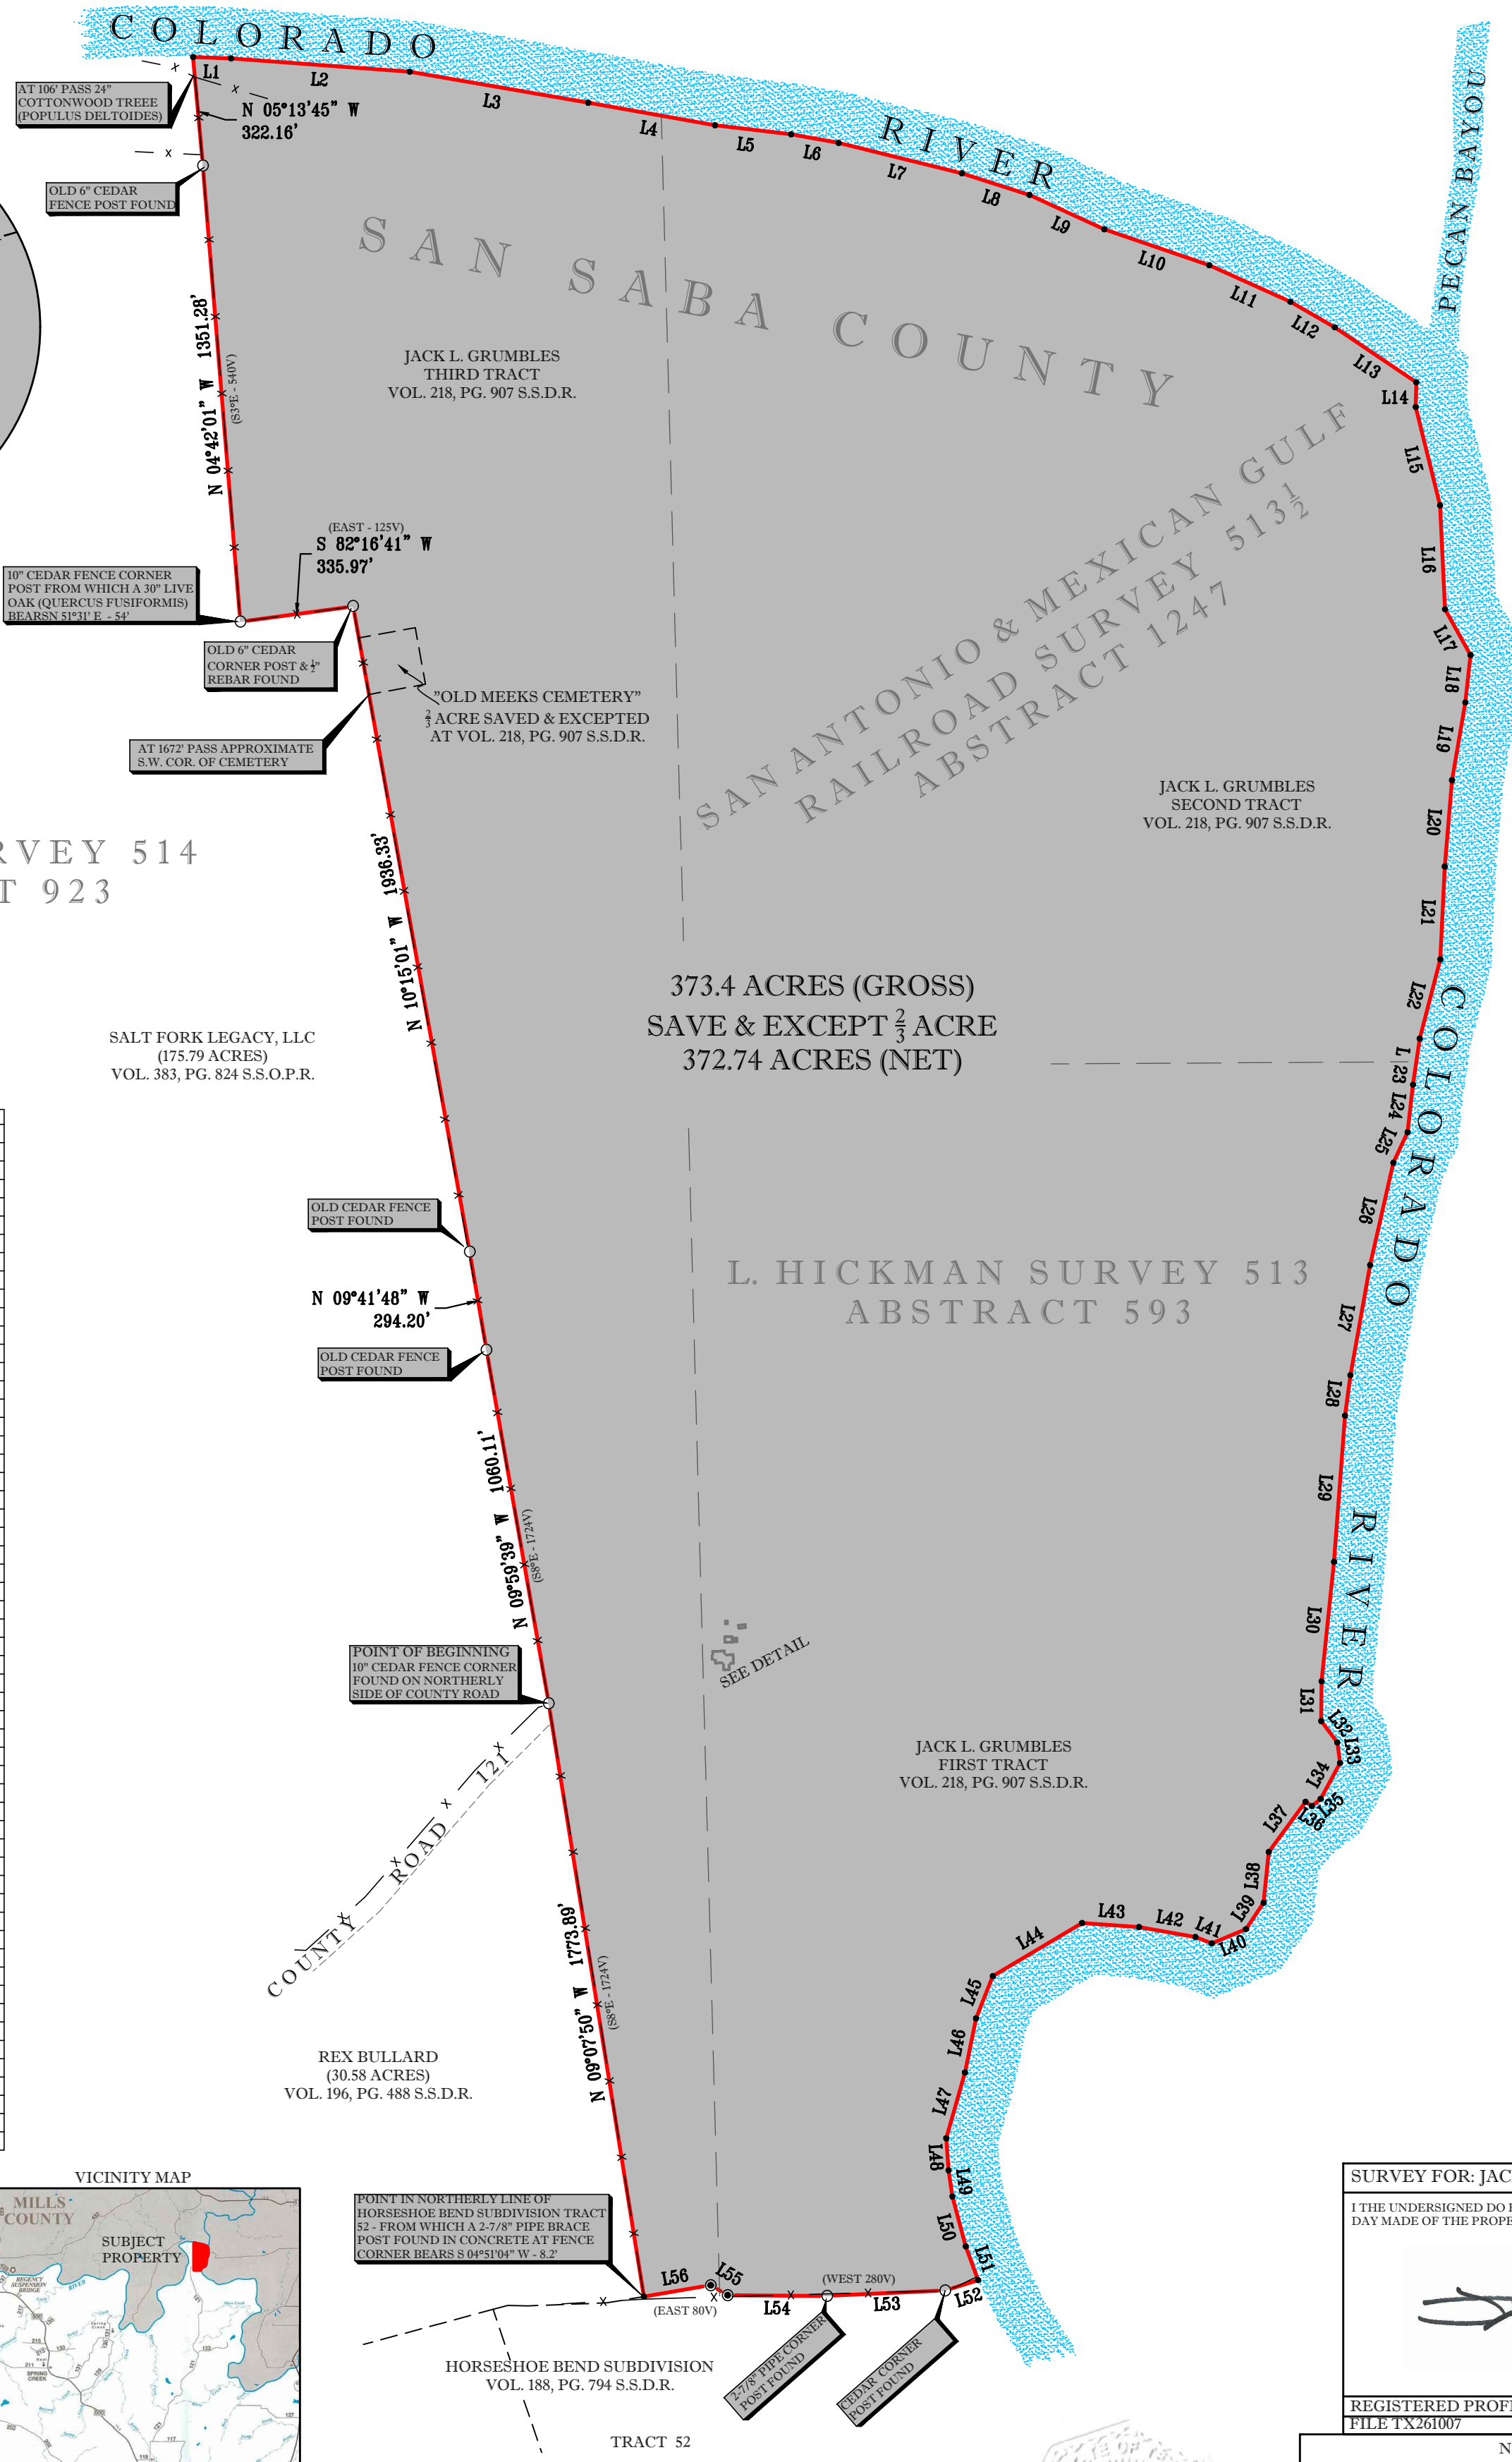 COLORADO
RIVER
PECAN BAYOU
L1
L2
L3
L4
L5
L6
L7
L8
L9
L10
L11
L12
L13
L14
L15
L16
L17
L18
L19
L20
L21
L22
L 23
L24
L25
L26
L27
L28
L29
L30
L31
L32
L33
L34
L35
L36
L37
L38
L39
L40
L41
L42
L43
L44
L45
L46
L47
L48
L49
L50
L51
L52
L53
L54
L55
L56
AT 106' PASS 24"
COTTONWOOD TREEE
(POPULUS DELTOIDES)
N 05°13'45" W
322.16'
OLD 6" CEDAR
FENCE POST FOUND
SAN SABA COUNTY
N 04°42'01" W 1351.28'
(S3°E - 540V)
JACK L. GRUMBLES
THIRD TRACT
VOL. 218, PG. 907 S.S.D.R.
(EAST - 125V)
S 82°16'41" W
335.97'
10" CEDAR FENCE CORNER
POST FROM WHICH A 30" LIVE
OAK (QUERCUS FUSIFORMIS)
BEARSN 51°31' E - 54'
OLD 6" CEDAR
CORNER POST & ½"
REBAR FOUND
"OLD MEEKS CEMETERY"
⅔ ACRE SAVED & EXCEPTED
AT VOL. 218, PG. 907 S.S.D.R.
AT 1672' PASS APPROXIMATE
S.W. COR. OF CEMETERY
SAN ANTONIO & MEXICAN GULF
RAILROAD SURVEY 513½
ABSTRACT 1247
JACK L. GRUMBLES
SECOND TRACT
VOL. 218, PG. 907 S.S.D.R.
RVEY 514
T 923
N 10°15'01" W 1936.33'
373.4 ACRES (GROSS)
SAVE & EXCEPT ⅔ ACRE
372.74 ACRES (NET)
SALT FORK LEGACY, LLC
(175.79 ACRES)
VOL. 383, PG. 824 S.S.O.P.R.
COLORADO
RIVER
OLD CEDAR FENCE
POST FOUND
N 09°41'48" W
294.20'
OLD CEDAR FENCE
POST FOUND
L. HICKMAN SURVEY 513
ABSTRACT 593
N 09°59'39" W 1060.11'
(S8°E - 1724V)
POINT OF BEGINNING
10" CEDAR FENCE CORNER
FOUND ON NORTHERLY
SIDE OF COUNTY ROAD
SEE DETAIL
JACK L. GRUMBLES
FIRST TRACT
VOL. 218, PG. 907 S.S.D.R.
COUNTY ROAD 121
N 09°07'50" W 1773.89'
(S8°E - 1724V)
REX BULLARD
(30.58 ACRES)
VOL. 196, PG. 488 S.S.D.R.
POINT IN NORTHERLY LINE OF
HORSESHOE BEND SUBDIVISION TRACT
52 - FROM WHICH A 2-7/8" PIPE BRACE
POST FOUND IN CONCRETE AT FENCE
CORNER BEARS S 04°51'04" W - 8.2'
(EAST 80V)
(WEST 280V)
2-7/8" PIPE CORNER
POST FOUND
CEDAR CORNER
POST FOUND
HORSESHOE BEND SUBDIVISION
VOL. 188, PG. 794 S.S.D.R.
TRACT 52
VICINITY MAP
MILLS
COUNTY
SUBJECT
PROPERTY
REGENCY
SUSPENSION
BRIDGE
RIVER
SPRING
CREEK
SURVEY FOR: JAC
I THE UNDERSIGNED DO
DAY MADE OF THE PROPE
REGISTERED PROF
FILE TX261007
N